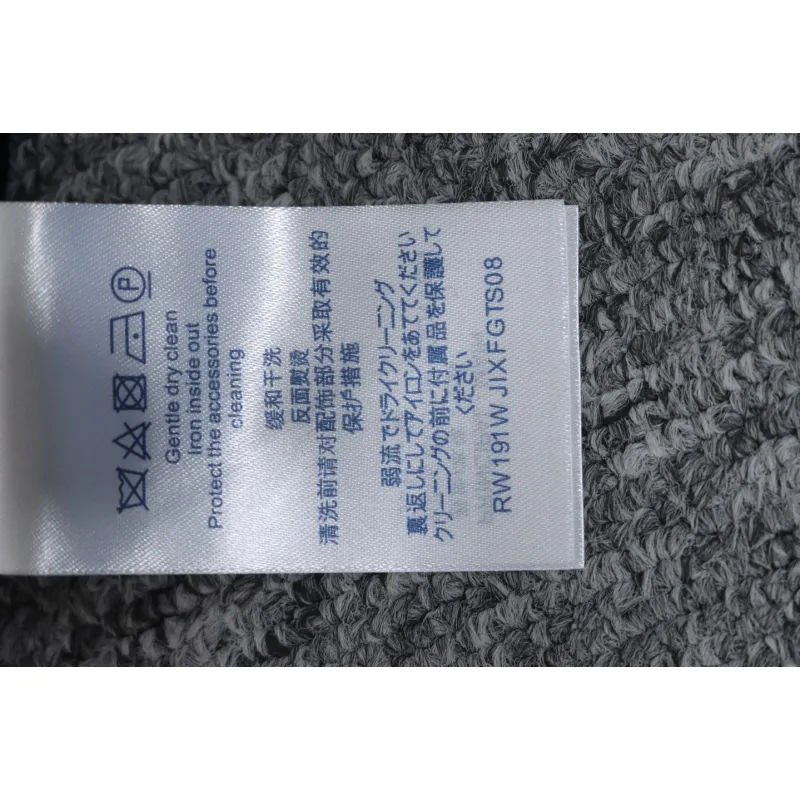 P
Gentle dry clean
Iron inside out
Protect the accessories before
cleaning
缓和干洗
反面熨烫
清洗前请对配饰部分采取有效的
保护措施
弱流でドライクリーニング
裏返しにしてアイロンをあててください
クリーニングの前に付属品を保護して
ください
RW191W JIXFGTS08